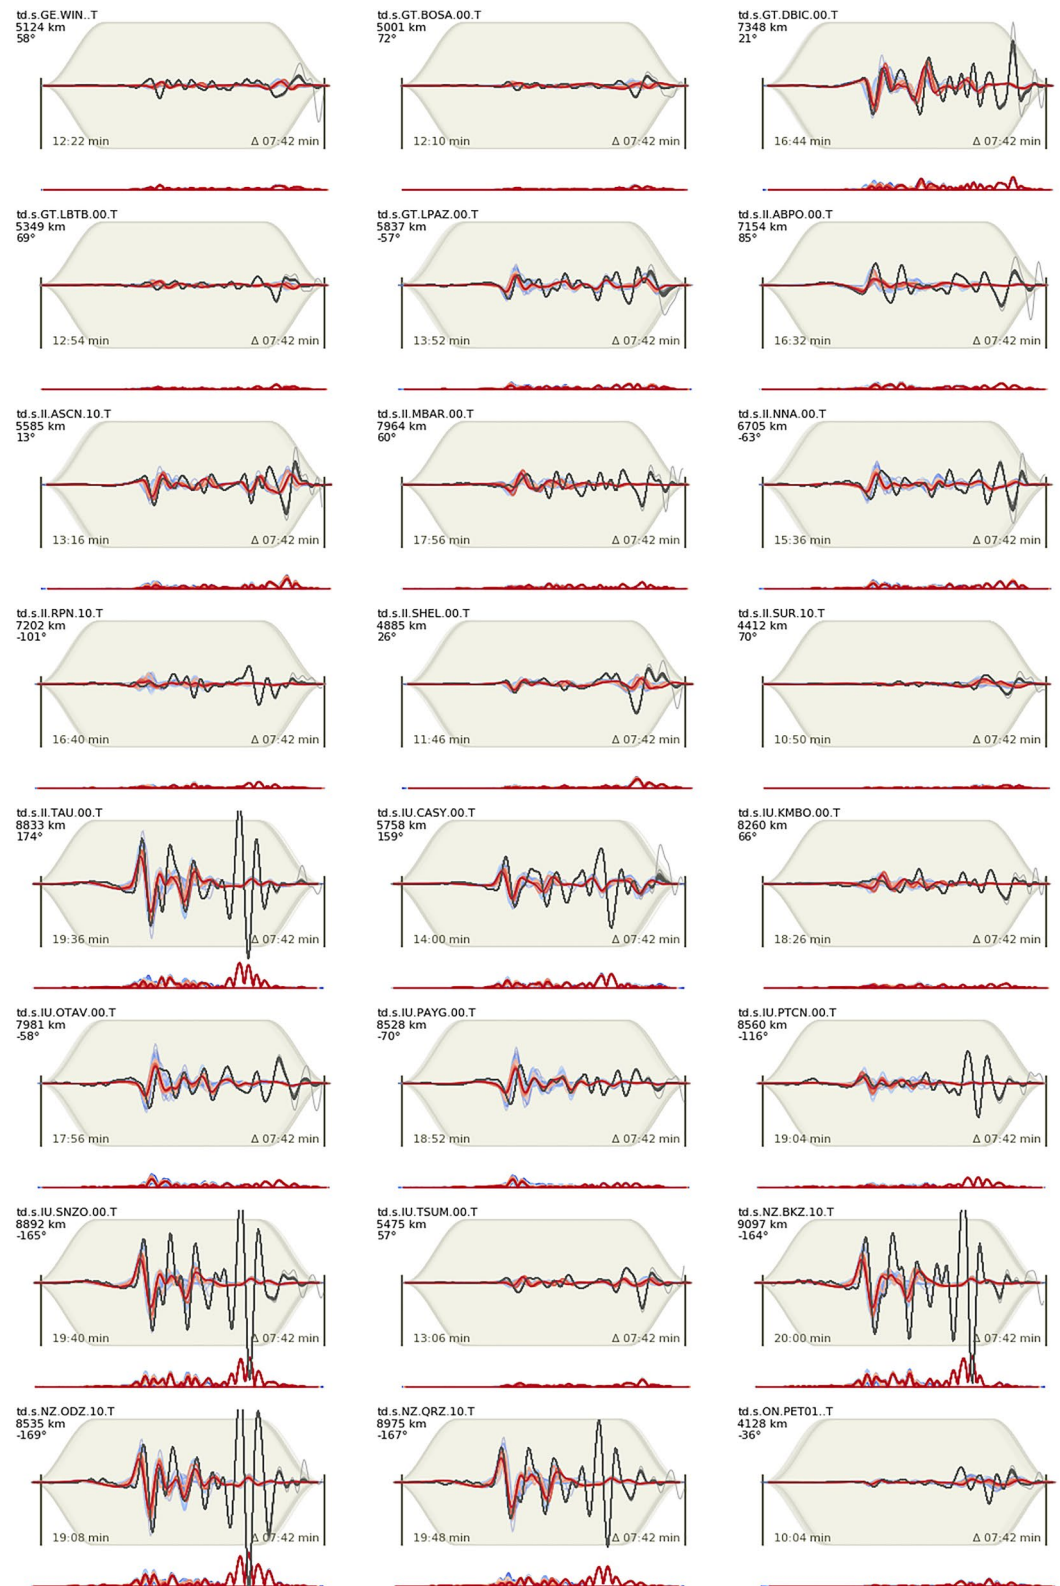 td.s.GE.WIN..T
5124 km
58°
12:22 min
Δ 07:42 min
td.s.GT.BOSA.00.T
5001 km
72°
12:10 min
Δ 07:42 min
td.s.GT.DBIC.00.T
7348 km
21°
16:44 min
Δ 07:42 min
td.s.GT.LBTB.00.T
5349 km
69°
12:54 min
Δ 07:42 min
td.s.GT.LPAZ.00.T
5837 km
-57°
13:52 min
Δ 07:42 min
td.s.II.ABPO.00.T
7154 km
85°
16:32 min
Δ 07:42 min
td.s.II.ASCN.10.T
5585 km
13°
13:16 min
Δ 07:42 min
td.s.II.MBAR.00.T
7964 km
60°
17:56 min
Δ 07:42 min
td.s.II.NNA.00.T
6705 km
-63°
15:36 min
Δ 07:42 min
td.s.II.RPN.10.T
7202 km
-101°
16:40 min
Δ 07:42 min
td.s.II.SHEL.00.T
4885 km
26°
11:46 min
Δ 07:42 min
td.s.II.SUR.10.T
4412 km
70°
10:50 min
Δ 07:42 min
td.s.II.TAU.00.T
8833 km
174°
19:36 min
Δ 07:42 min
td.s.IU.CASY.00.T
5758 km
159°
14:00 min
Δ 07:42 min
td.s.IU.KMBO.00.T
8260 km
66°
18:26 min
Δ 07:42 min
td.s.IU.OTAV.00.T
7981 km
-58°
17:56 min
Δ 07:42 min
td.s.IU.PAYG.00.T
8528 km
-70°
18:52 min
Δ 07:42 min
td.s.IU.PTCN.00.T
8560 km
-116°
19:04 min
Δ 07:42 min
td.s.IU.SNZO.00.T
8892 km
-165°
19:40 min
Δ 07:42 min
td.s.IU.TSUM.00.T
5475 km
57°
13:06 min
Δ 07:42 min
td.s.NZ.BKZ.10.T
9097 km
-164°
20:00 min
Δ 07:42 min
td.s.NZ.ODZ.10.T
8535 km
-169°
19:08 min
Δ 07:42 min
td.s.NZ.QRZ.10.T
8975 km
-167°
19:48 min
Δ 07:42 min
td.s.ON.PET01..T
4128 km
-36°
10:04 min
Δ 07:42 min